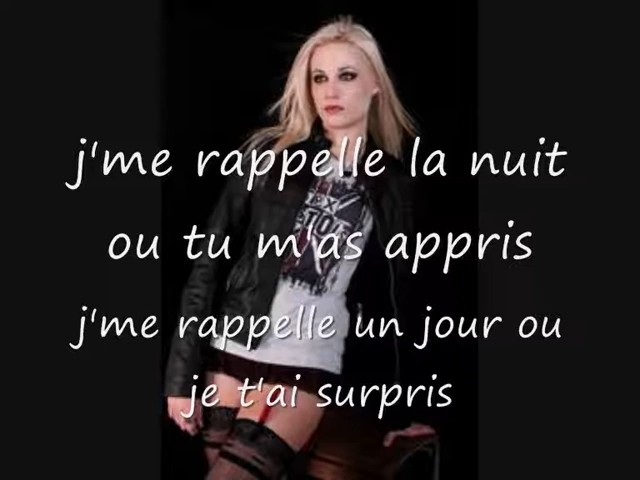 j'me rappelle la nuit
ou tu m'as appris
j'me rappelle un jour ou
je t'ai surpris